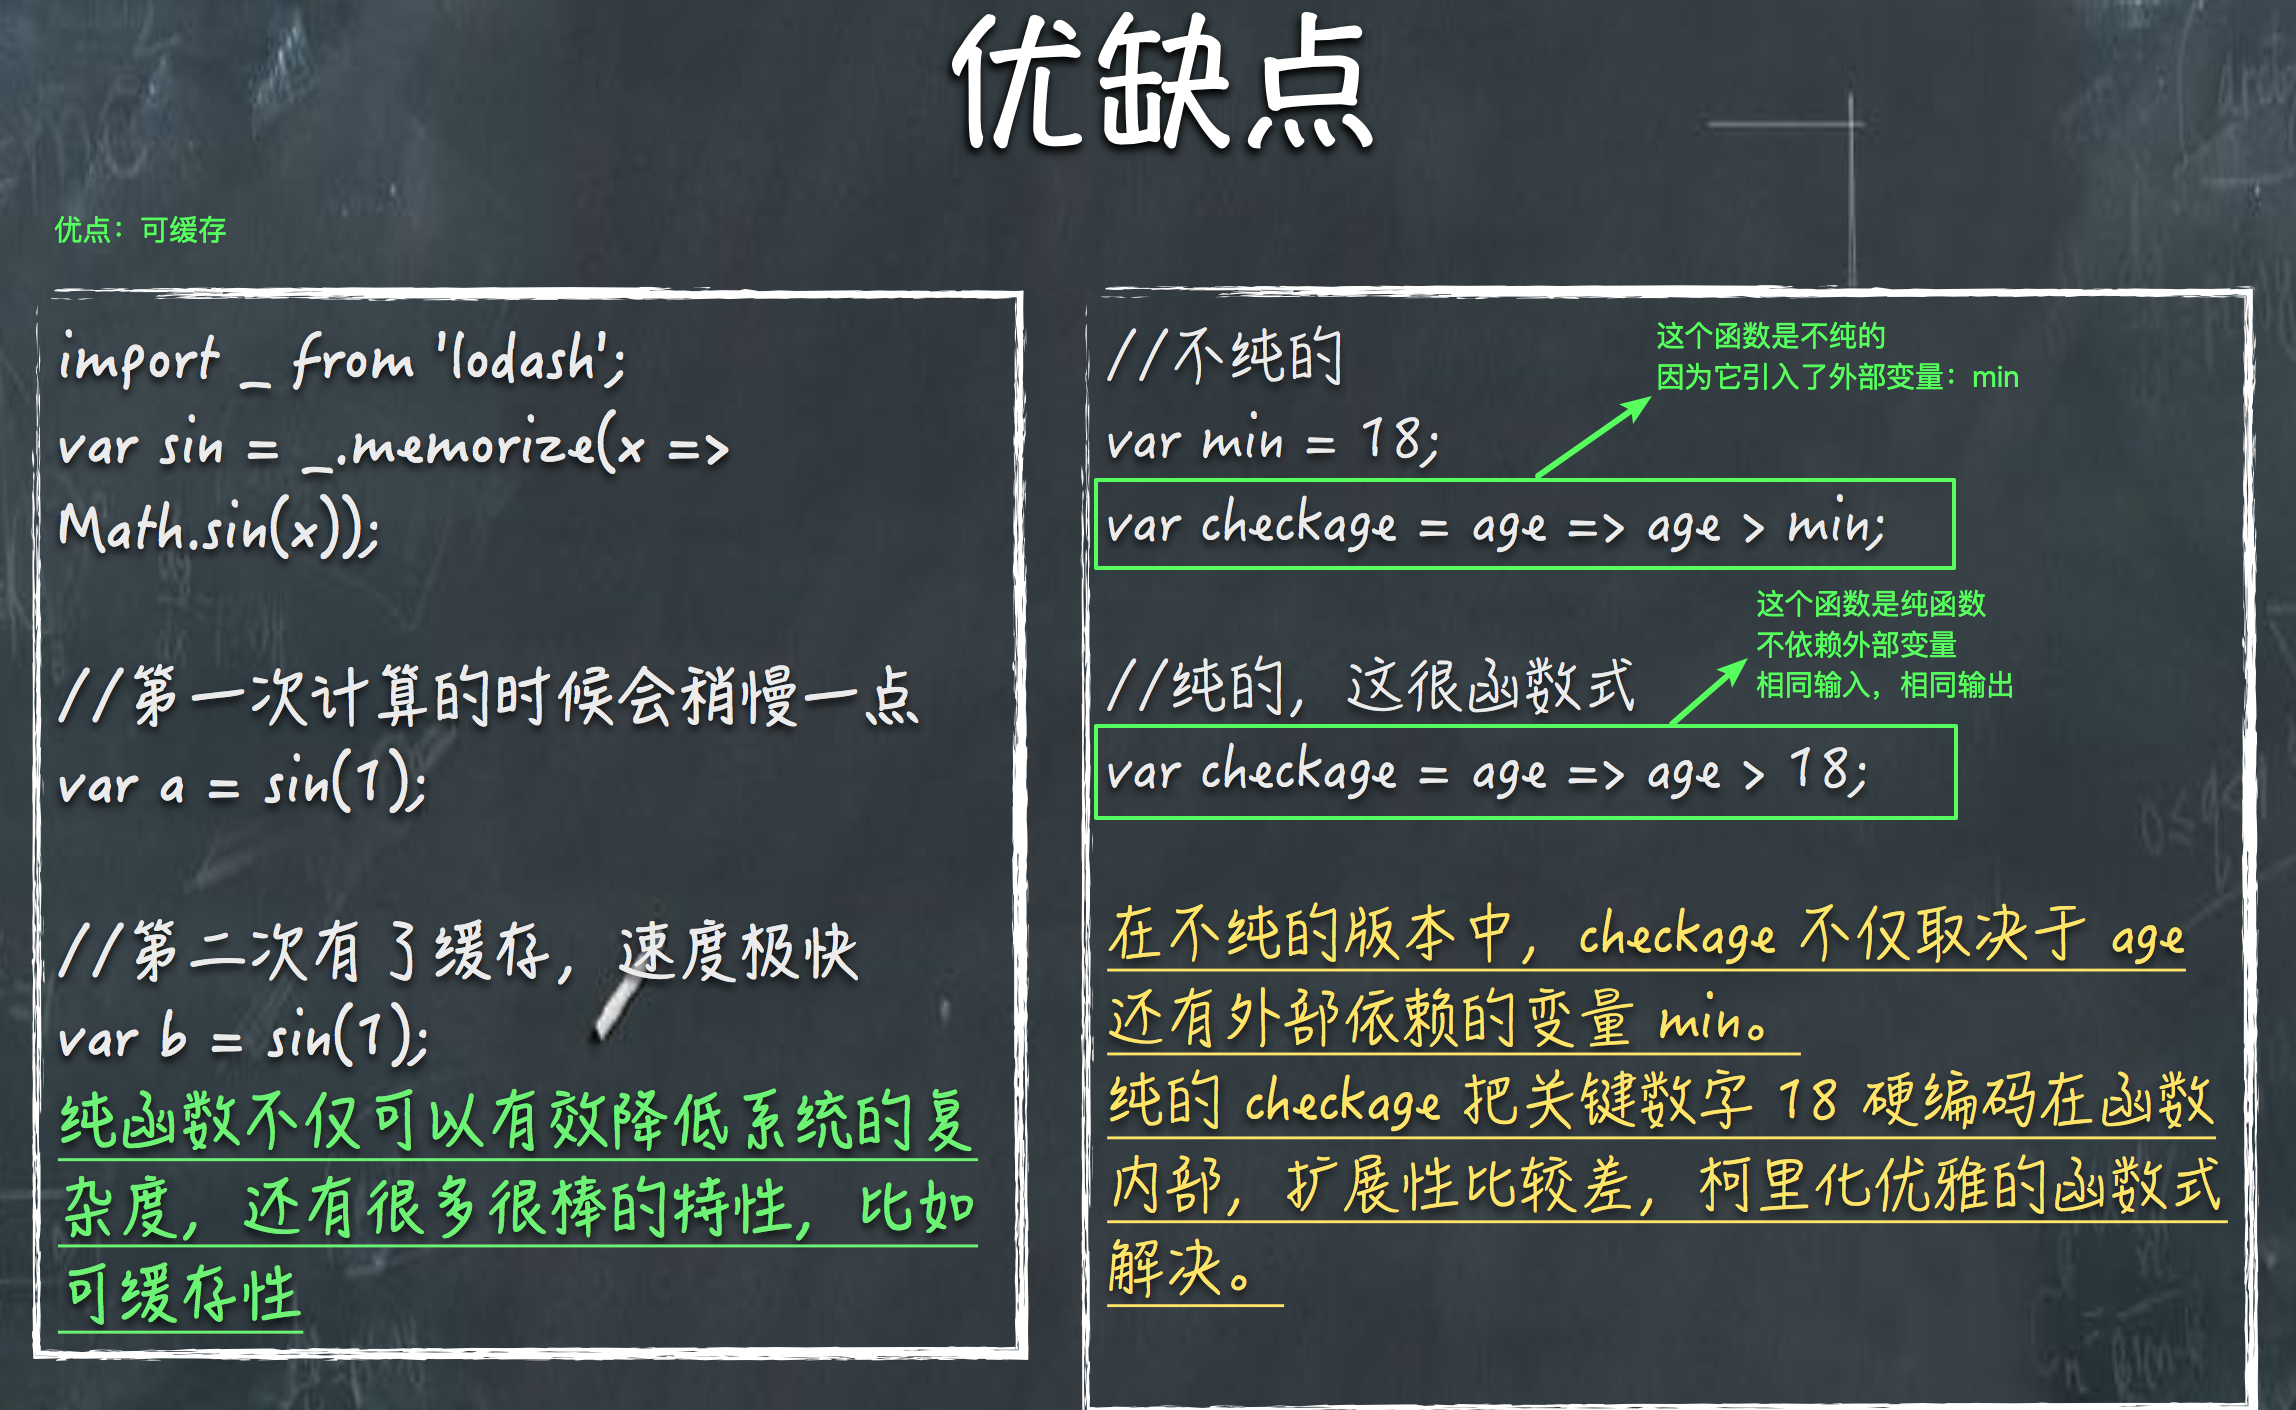 优缺点
优点：可缓存
import _ from 'lodash';
var sin = _.memorize(x =>
Math.sin(x));
//第一次计算的时候会稍慢一点
var a = sin(1);
//第二次有了缓存，速度极快
var b = sin(1);
纯函数不仅可以有效降低系统的复
杂度，还有很多很棒的特性，比如
可缓存性
//不纯的
这个函数是不纯的
因为它引入了外部变量：min
var min = 18;
var checkage = age => age > min;
这个函数是纯函数
不依赖外部变量
相同输入，相同输出
//纯的，这很函数式
var checkage = age => age > 18;
在不纯的版本中，checkage 不仅取决于 age
还有外部依赖的变量 min。
纯的 checkage 把关键数字 18 硬编码在函数
内部，扩展性比较差，柯里化优雅的函数式
解决。